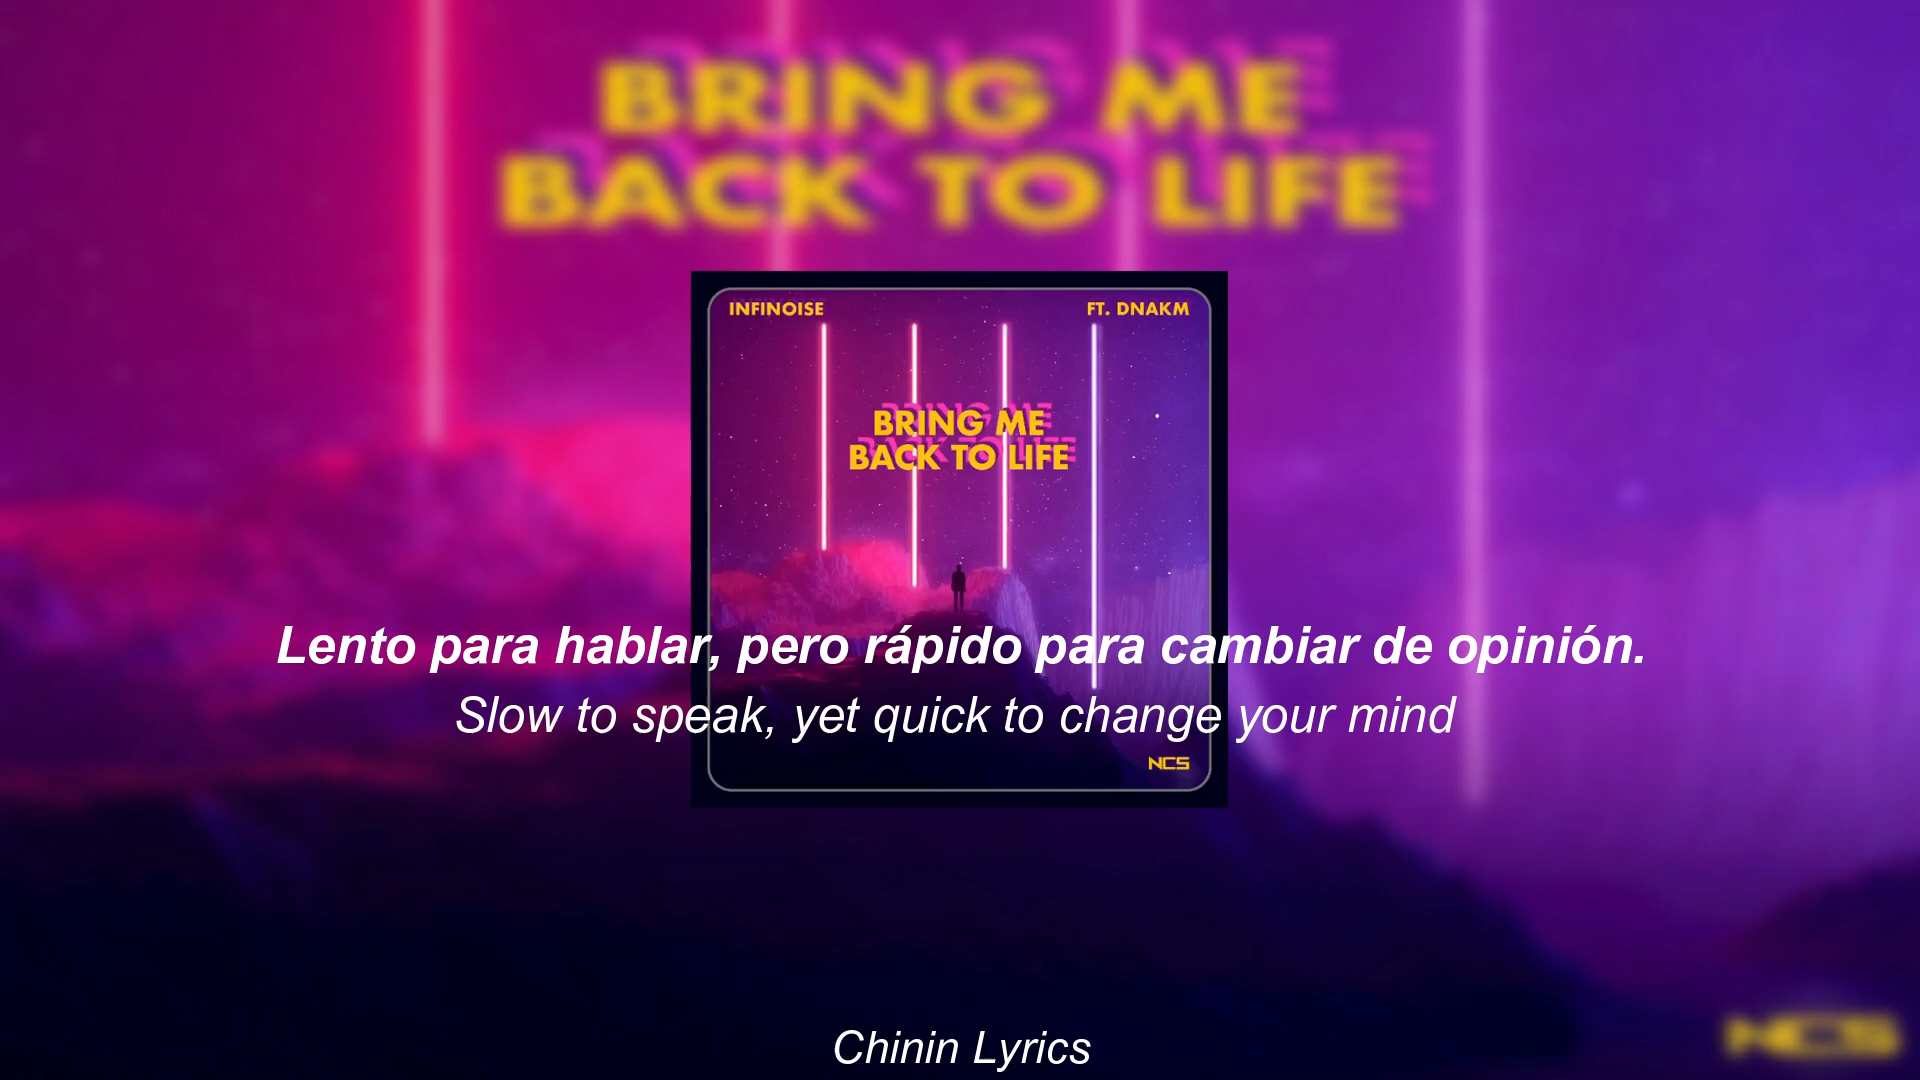 BRING ME
BACK TO LIFE
INFINOISE
FT. DNAKM
BRING ME
BACK TO LIFE
Lento para hablar, pero rápido para cambiar de opinión.
Slow to speak, yet quick to change your mind
NCS
NCS
Chinin Lyrics